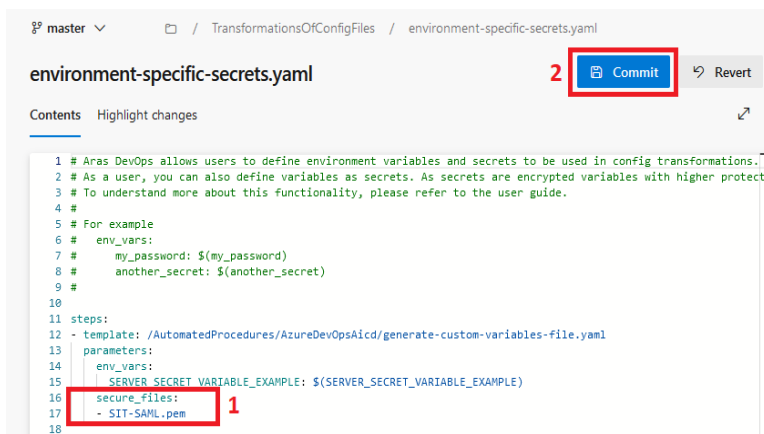 master / TransformationsOfConfigFiles / environment-specific-secrets.yaml
environment-specific-secrets.yaml
2 Commit Revert
Contents Highlight changes
1 # Aras DevOps allows users to define environment variables and secrets to be used in config transformations.
2 # As a user, you can also define variables as secrets. As secrets are encrypted variables with higher protect
3 # To understand more about this functionality, please refer to the user guide.
4 #
5 # For example
6 #   env_vars:
7 #      my_password: $(my_password)
8 #      another_secret: $(another_secret)
9 #
10
11 steps:
12 - template: /AutomatedProcedures/AzureDevOpsAicd/generate-custom-variables-file.yaml
13   parameters:
14     env_vars:
15       SERVER_SECRET_VARIABLE_EXAMPLE: $(SERVER_SECRET_VARIABLE_EXAMPLE)
16     secure_files:
17     - SIT-SAML.pem 1
18